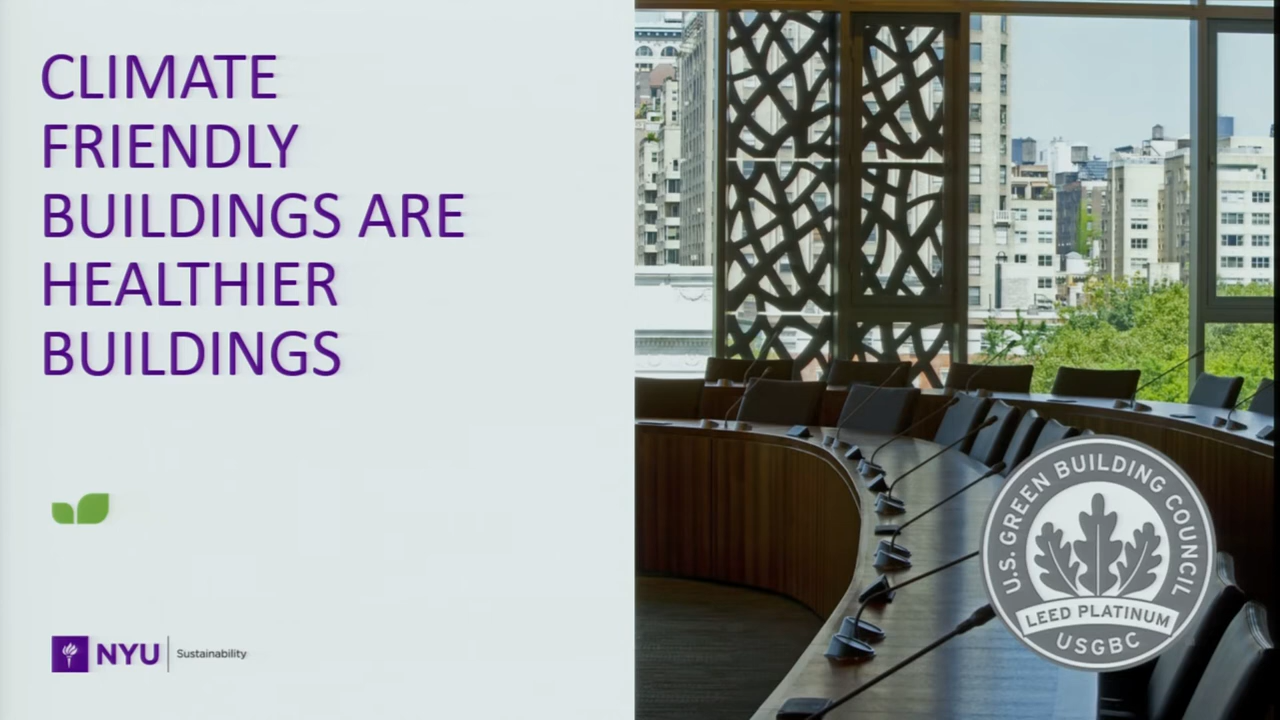 CLIMATE
FRIENDLY
BUILDINGS ARE
HEALTHIER
BUILDINGS
NYU Sustainability
U.S. GREEN BUILDING COUNCIL
LEED PLATINUM
USGBC